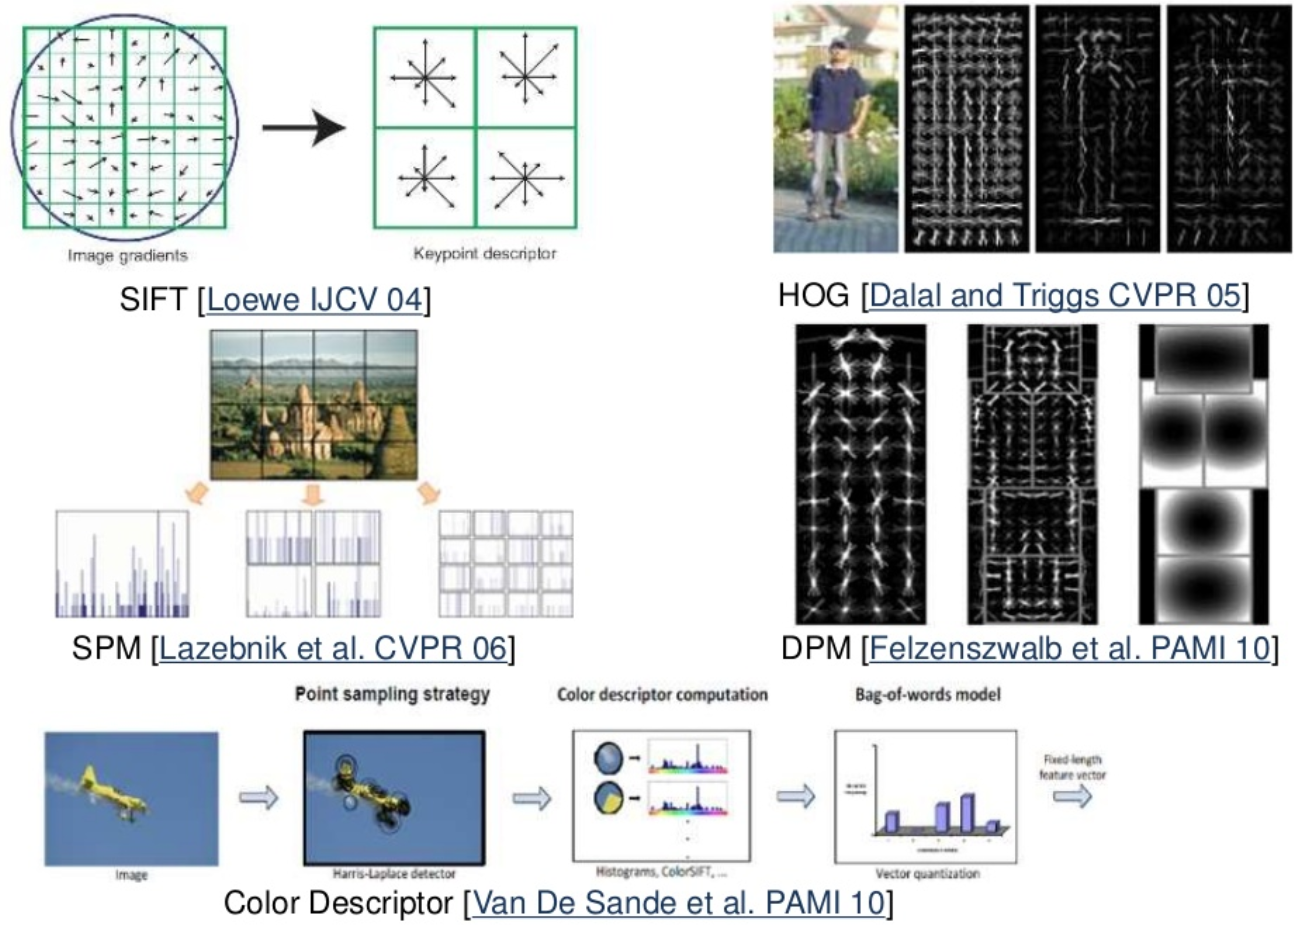 Image gradients
Keypoint descriptor
SIFT [Loewe IJCV 04]
HOG [Dalal and Triggs CVPR 05]
SPM [Lazebnik et al. CVPR 06]
DPM [Felzenszwalb et al. PAMI 10]
Point sampling strategy
Color descriptor computation
Bag-of-words model
Fixed-length
feature vector
Image
Harris-Laplace detector
Histograms, ColorSIFT, ...
Vector quantization
Color Descriptor [Van De Sande et al. PAMI 10]